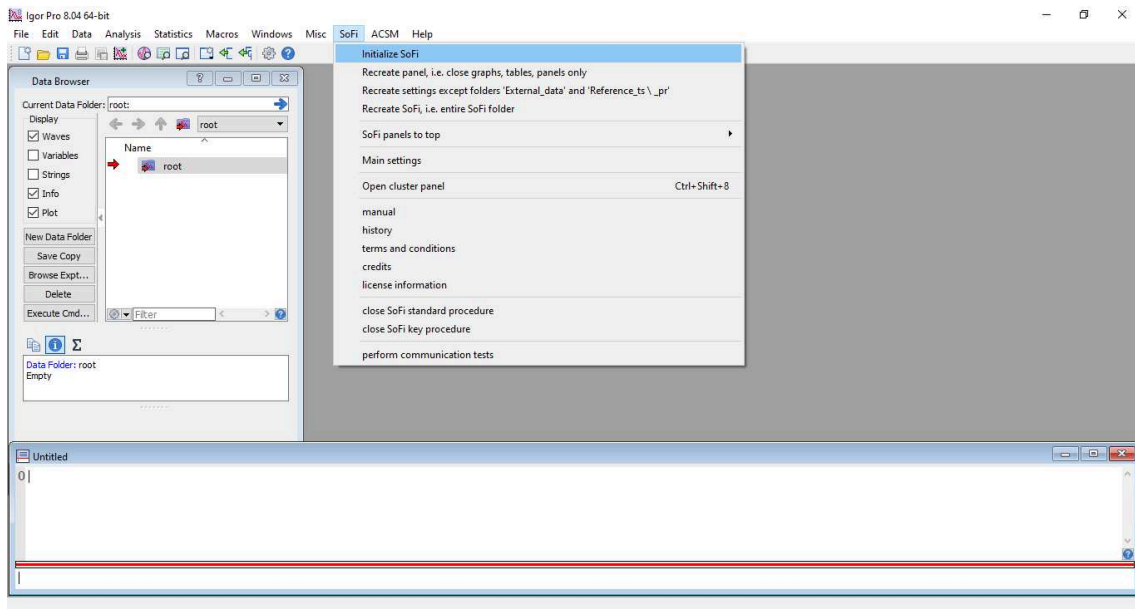 Igor Pro 8.04 64-bit
File Edit Data Analysis Statistics Macros Windows Misc SoFi ACSM Help
Data Browser
Current Data Folder: root:
Display
Waves
Variables
Strings
Info
Plot
New Data Folder
Save Copy
Browse Expt...
Delete
Execute Cmd...
root
Name
root
Filter
Data Folder: root
Empty
Initialize SoFi
Recreate panel, i.e. close graphs, tables, panels only
Recreate settings except folders 'External_data' and 'Reference_ts \ _pr'
Recreate SoFi, i.e. entire SoFi folder
SoFi panels to top
Main settings
Open cluster panel Ctrl+Shift+8
manual
history
terms and conditions
credits
license information
close SoFi standard procedure
close SoFi key procedure
perform communication tests
Untitled
0